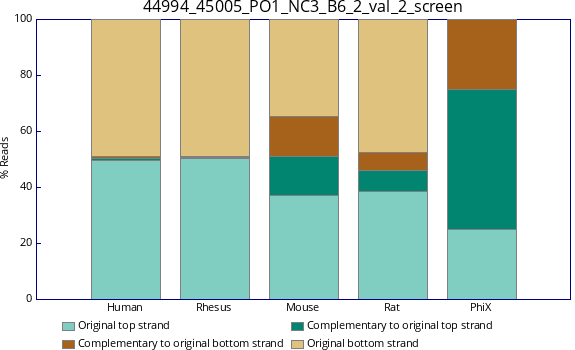 44994_45005_PO1_NC3_B6_2_val_2_screen
100
80
60
40
20
0
% Reads
Human Rhesus Mouse Rat PhiX
Original top strand Complementary to original top strand
Complementary to original bottom strand Original bottom strand